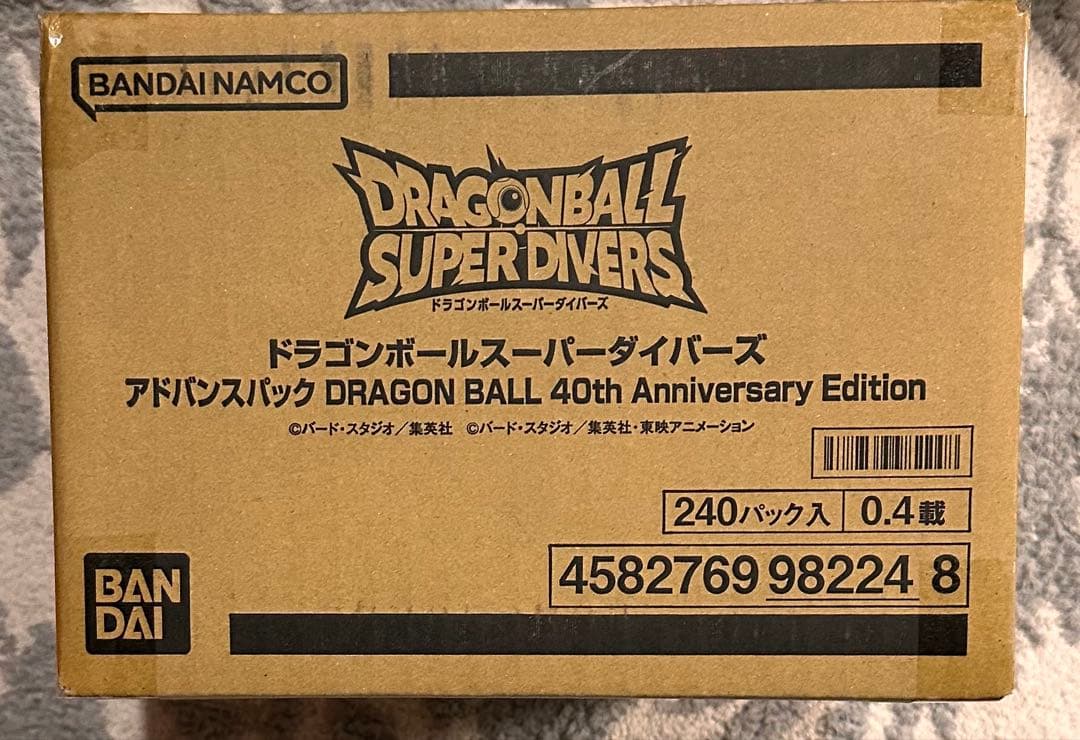 BANDAI NAMCO
DRAGONBALL
SUPER DIVERS
ドラゴンボールスーパーダイバーズ
ドラゴンボールスーパーダイバーズ
アドバンスパック DRAGON BALL 40th Anniversary Edition
©バード・スタジオ／集英社 ©バード・スタジオ／集英社・東映アニメーション
240パック入 0.4載
4582769 98224 8
BAN
DAI